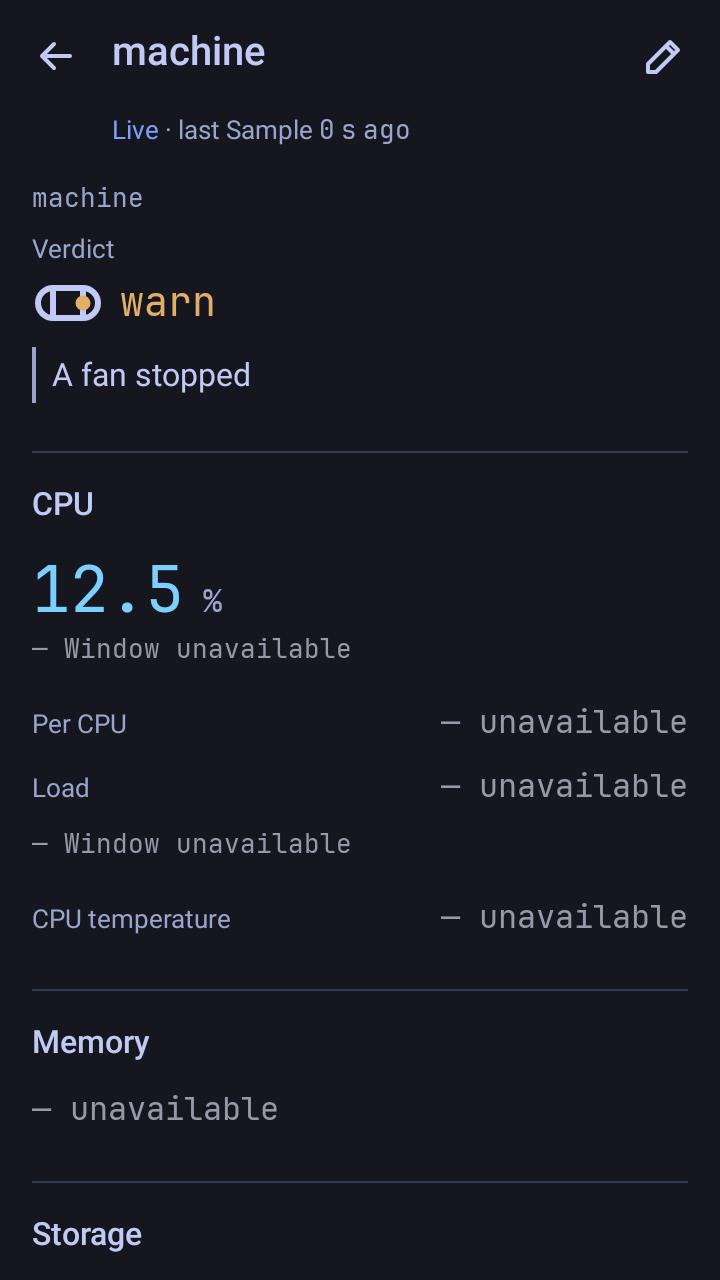 machine
Live · last Sample 0 s ago
machine
Verdict
warn
A fan stopped
CPU
12.5 %
— Window unavailable
Per CPU — unavailable
Load — unavailable
— Window unavailable
CPU temperature — unavailable
Memory
— unavailable
Storage